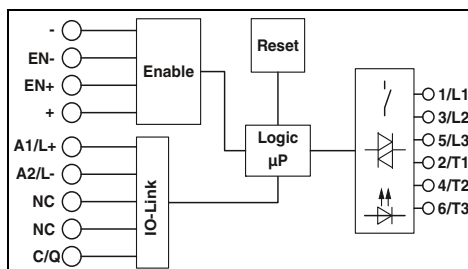 -
EN-
EN+
+
Enable
Reset
A1/L+
A2/L-
NC
NC
C/Q
IO-Link
Logic
µP
1/L1
3/L2
5/L3
2/T1
4/T2
6/T3